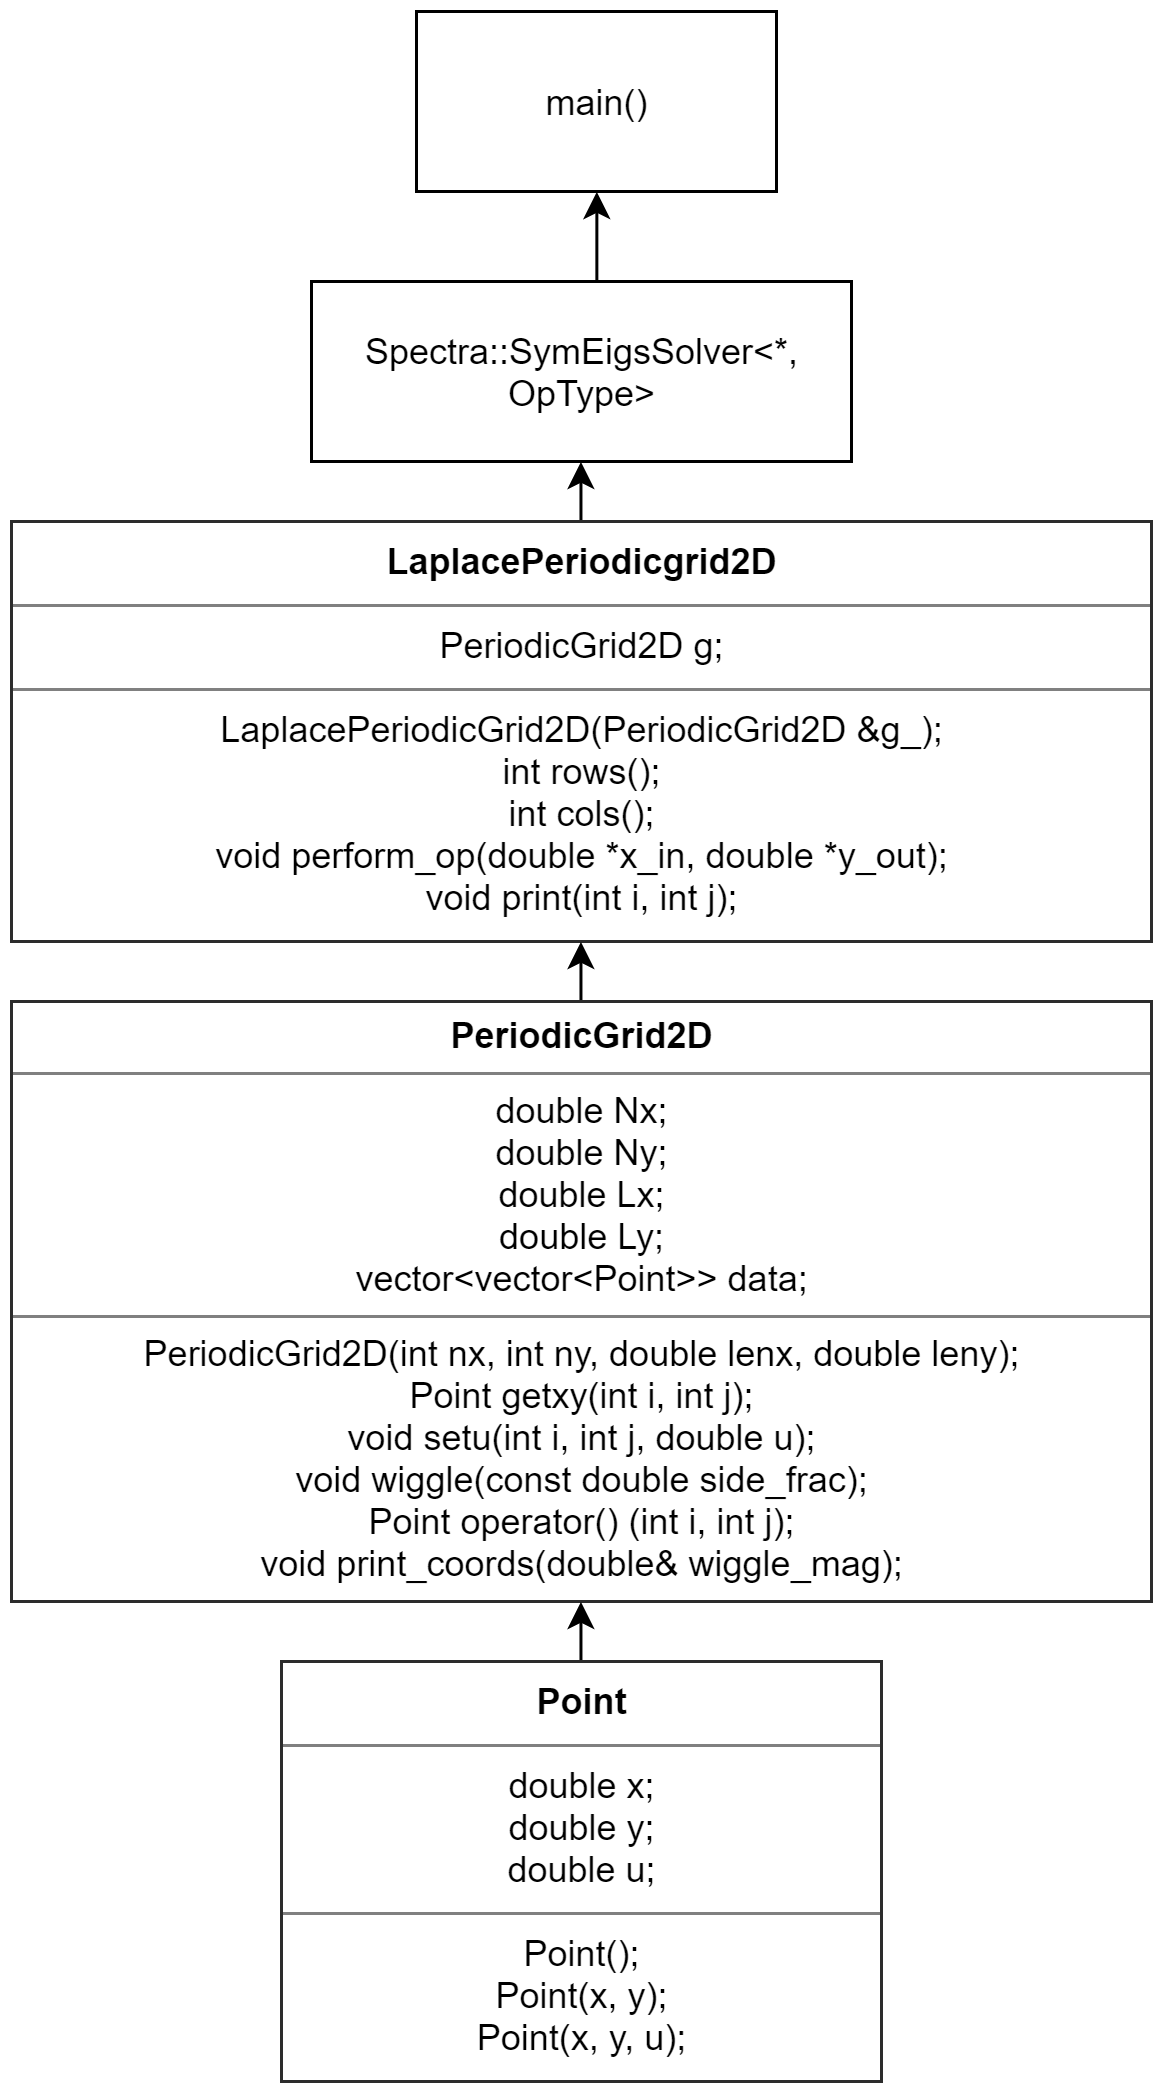 main()
Spectra::SymEigsSolver<*,
OpType>
LaplacePeriodicgrid2D
PeriodicGrid2D g;
LaplacePeriodicGrid2D(PeriodicGrid2D &g_);
int rows();
int cols();
void perform_op(double *x_in, double *y_out);
void print(int i, int j);
PeriodicGrid2D
double Nx;
double Ny;
double Lx;
double Ly;
vector<vector<Point>> data;
PeriodicGrid2D(int nx, int ny, double lenx, double leny);
Point getxy(int i, int j);
void setu(int i, int j, double u);
void wiggle(const double side_frac);
Point operator() (int i, int j);
void print_coords(double& wiggle_mag);
Point
double x;
double y;
double u;
Point();
Point(x, y);
Point(x, y, u);